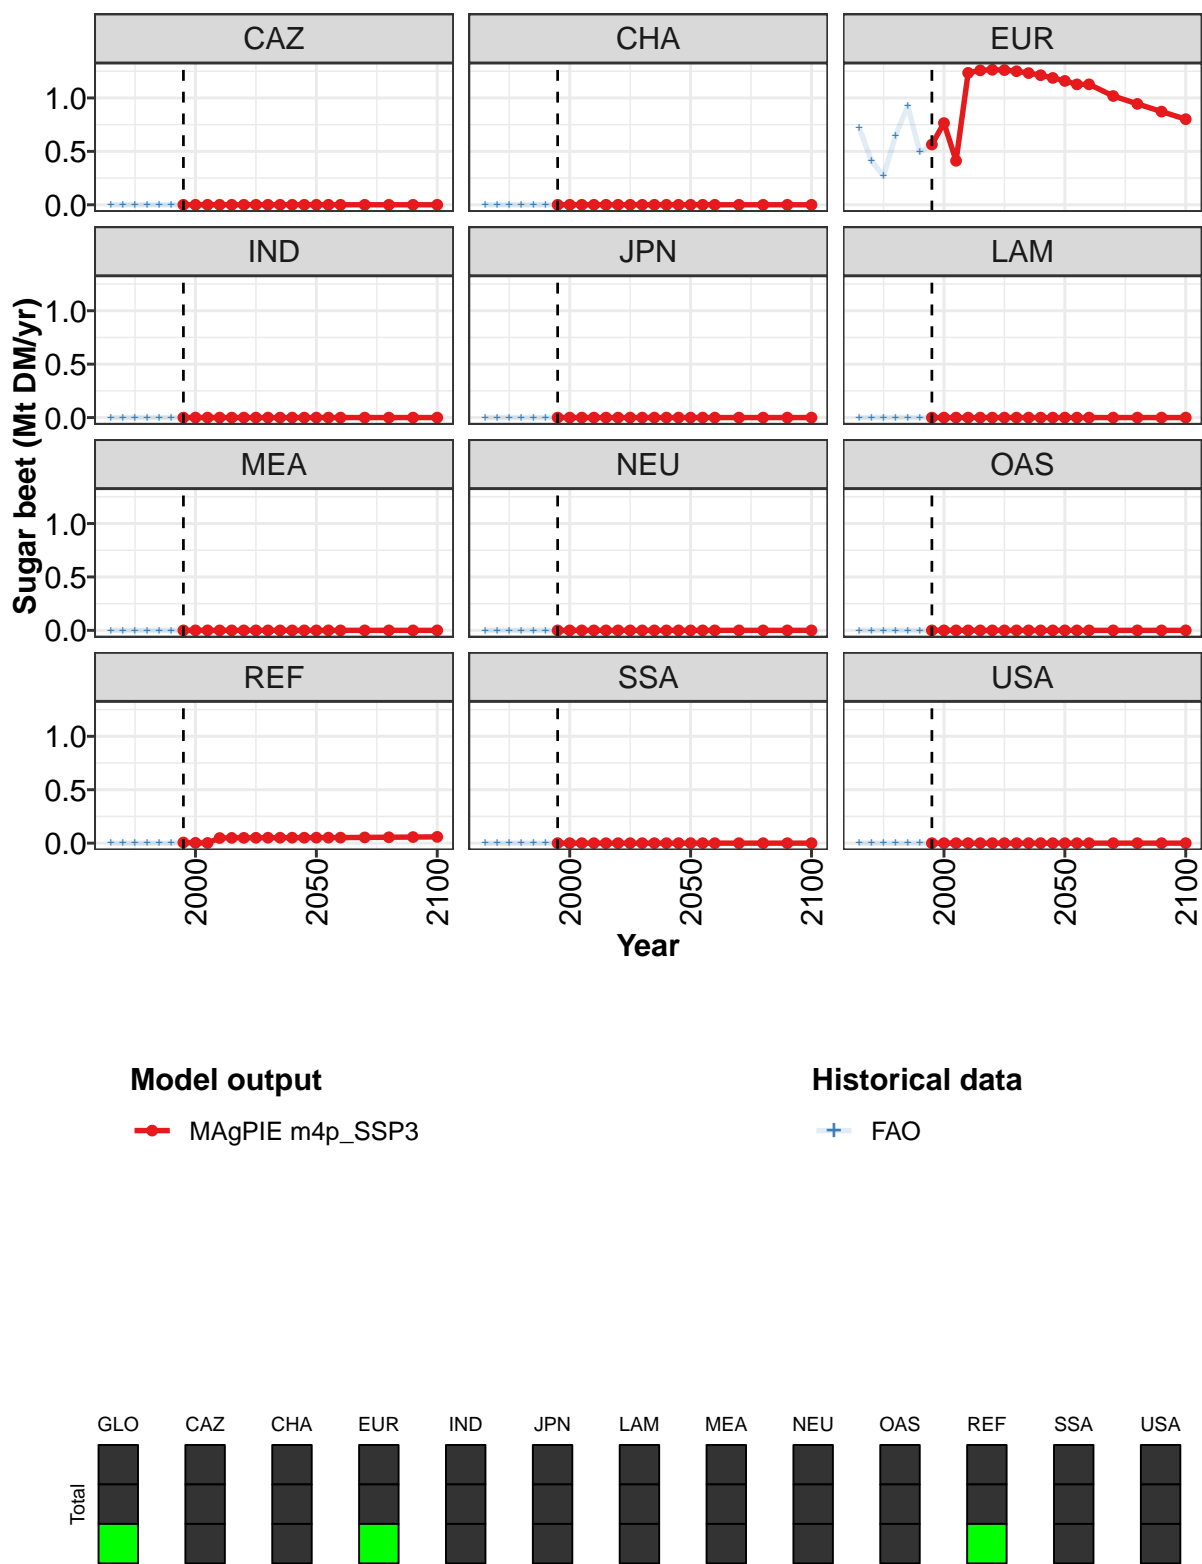 CAZ CHA EUR
1.0
0.5
0.0
IND JPN LAM
1.0
0.5
0.0
MEA NEU OAS
1.0
0.5
0.0
REF SSA USA
1.0
0.5
0.0
Sugar beet (Mt DM/yr)
2000 2050 2100 2000 2050 2100 2000 2050 2100
Year
Model output Historical data
MAgPIE m4p_SSP3 FAO
GLO CAZ CHA EUR IND JPN LAM MEA NEU OAS REF SSA USA
Total